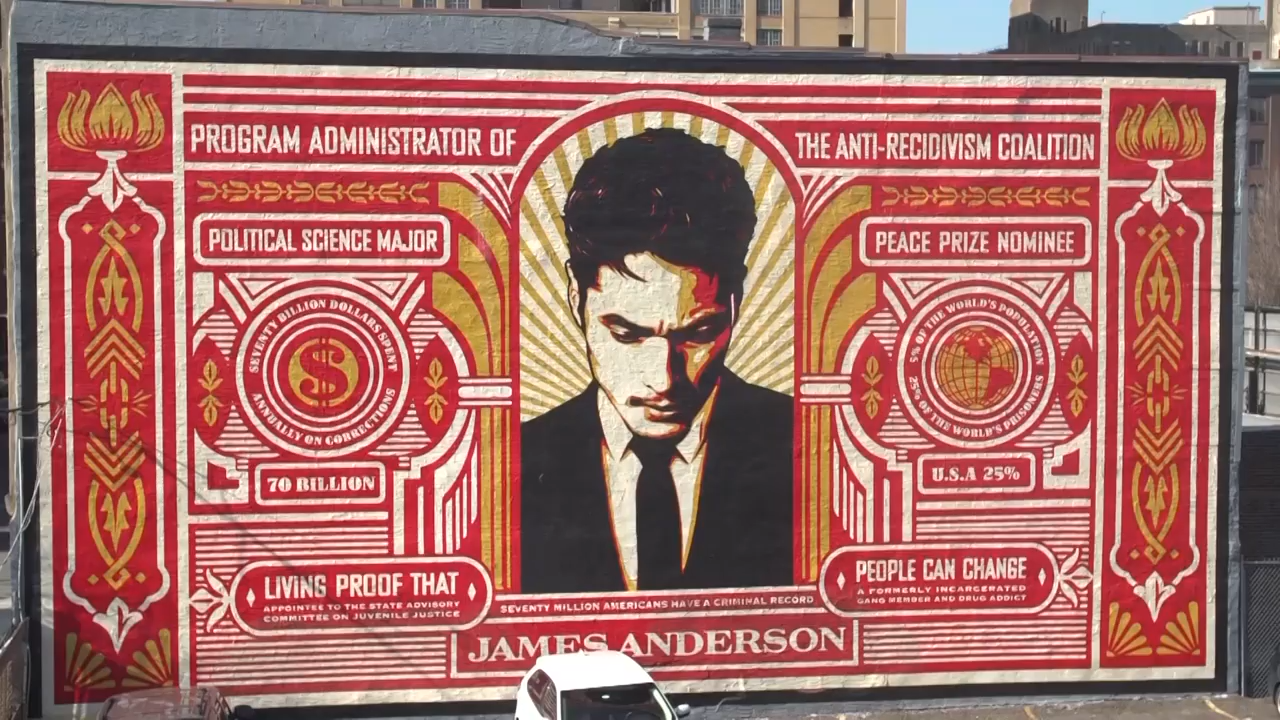 PROGRAM ADMINISTRATOR OF
THE ANTI-RECIDIVISM COALITION
POLITICAL SCIENCE MAJOR
PEACE PRIZE NOMINEE
SEVENTY BILLION DOLLARS SPENT
ANNUALLY ON CORRECTIONS
$
5% OF THE WORLD'S POPULATION
25% OF THE WORLD'S PRISONERS
70 BILLION
U.S.A 25%
LIVING PROOF THAT
APPOINTEE TO THE STATE ADVISORY
COMMITTEE ON JUVENILE JUSTICE
PEOPLE CAN CHANGE
A FORMERLY INCARCERATED
GANG MEMBER AND DRUG ADDICT
SEVENTY MILLION AMERICANS HAVE A CRIMINAL RECORD
JAMES ANDERSON